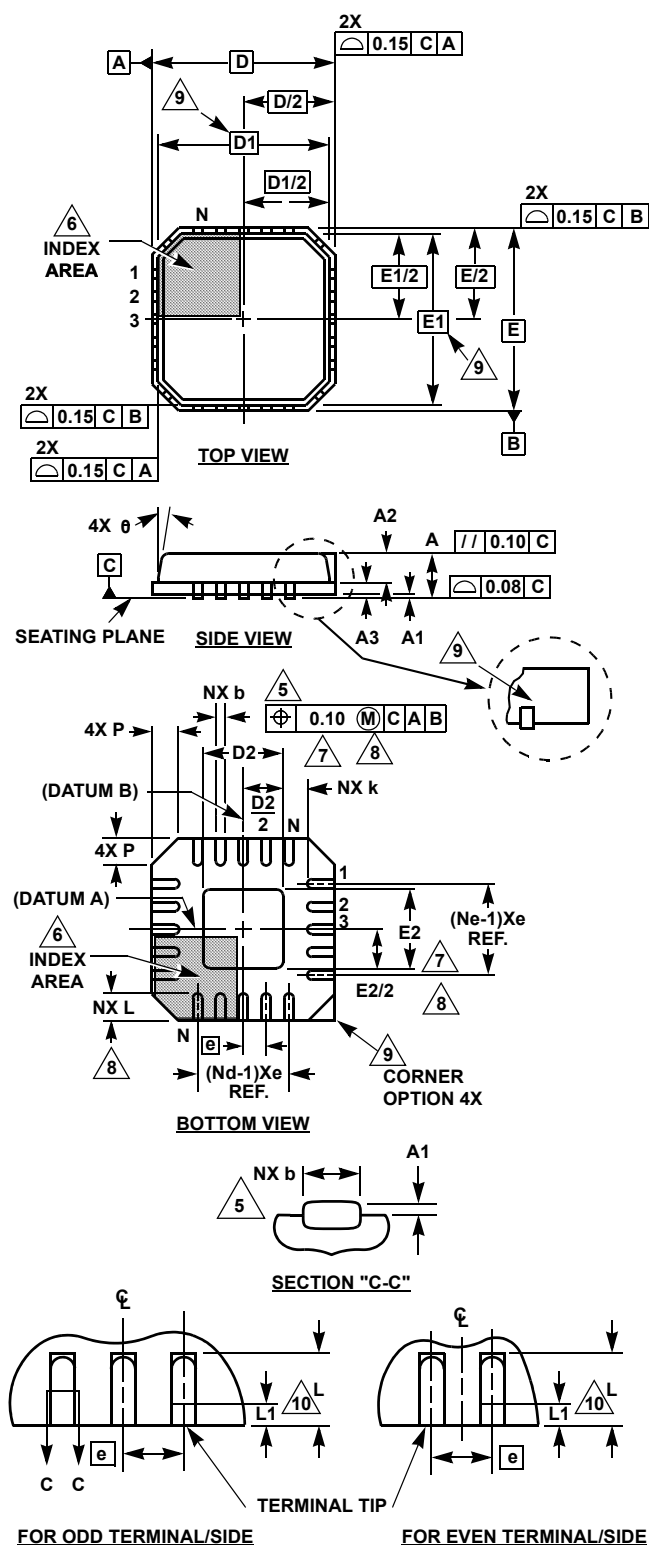 2X
⌓ 0.15 C A
A
D
D/2
9
D1
D1/2
2X
⌓ 0.15 C B
6
INDEX
AREA
N
1
2
3
E1/2
E/2
E1
E
9
2X
⌓ 0.15 C B
2X
⌓ 0.15 C A
B
TOP VIEW
4X θ
A2
A
// 0.10 C
C
⌓ 0.08 C
SEATING PLANE
SIDE VIEW
A3
A1
9
NX b
5
⌖ 0.10 Ⓜ C A B
4X P
D2
7
8
(DATUM B)
D2
2
NX k
N
4X P
1
2
3
(DATUM A)
6
INDEX
AREA
E2
(Ne-1)Xe
REF.
7
E2/2
8
NX L
8
N
e
(Nd-1)Xe
REF.
9
CORNER
OPTION 4X
BOTTOM VIEW
A1
NX b
5
SECTION "C-C"
℄
L
10
L1
e
C C
℄
L
10
L1
e
TERMINAL TIP
FOR ODD TERMINAL/SIDE
FOR EVEN TERMINAL/SIDE